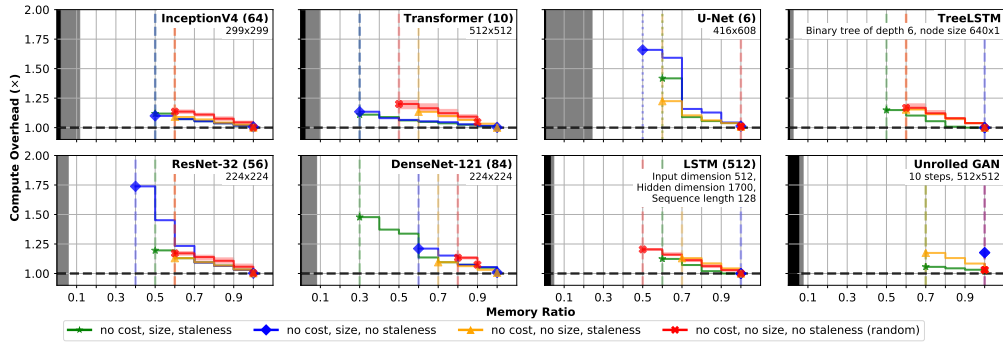 InceptionV4 (64)
299x299
Transformer (10)
512x512
U-Net (6)
416x608
TreeLSTM
Binary tree of depth 6, node size 640x1
2.00
1.75
1.50
1.25
1.00
Compute Overhead (×)
ResNet-32 (56)
224x224
DenseNet-121 (84)
224x224
LSTM (512)
Input dimension 512,
Hidden dimension 1700,
Sequence length 128
Unrolled GAN
10 steps, 512x512
2.00
1.75
1.50
1.25
1.00
0.1 0.3 0.5 0.7 0.9
0.1 0.3 0.5 0.7 0.9
0.1 0.3 0.5 0.7 0.9
0.1 0.3 0.5 0.7 0.9
Memory Ratio
no cost, size, staleness
no cost, size, no staleness
no cost, no size, staleness
no cost, no size, no staleness (random)